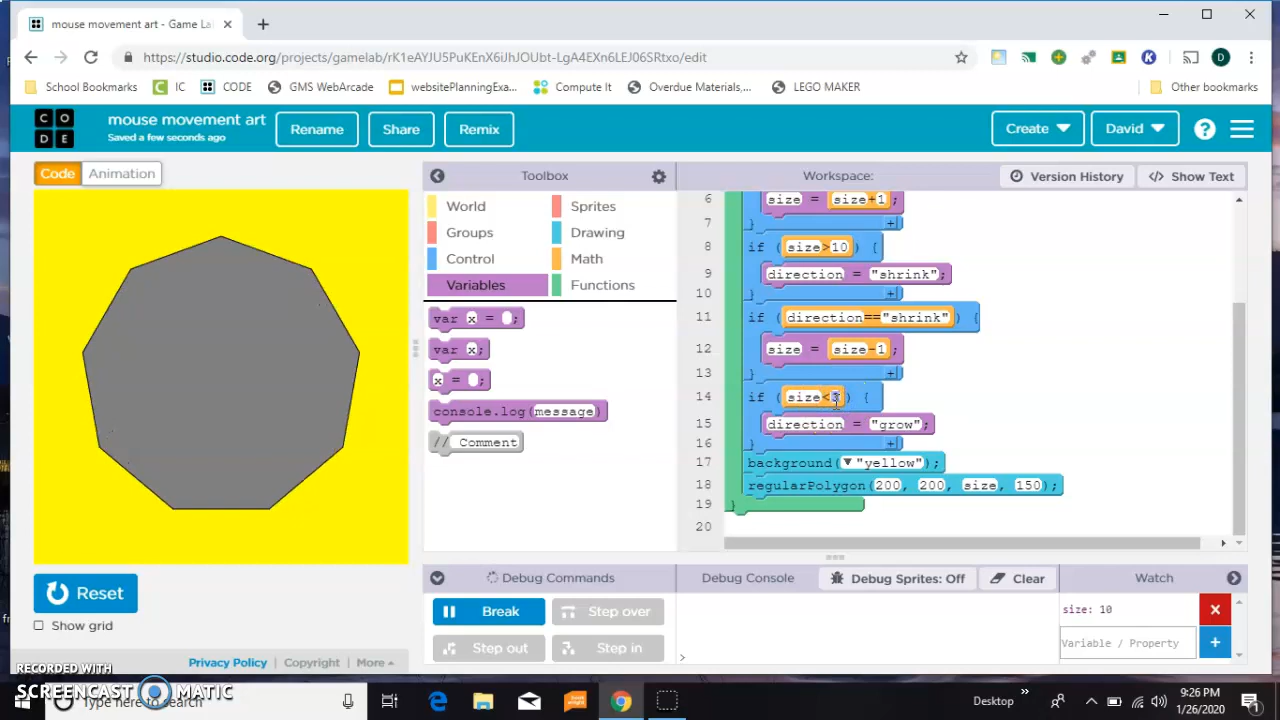 mouse movement art - Game La
https://studio.code.org/projects/gamelab/rK1eAYJU5PuKEnX6iJhJOUbt-LgA4EXn6LEJ06SRtxo/edit
School Bookmarks IC CODE GMS WebArcade websitePlanningExa... Compute It Overdue Materials,... LEGO MAKER Other bookmarks
CODE
mouse movement art
Saved a few seconds ago
Rename Share Remix Create David ?
Code Animation
Toolbox
Workspace:
Version History
</> Show Text
World Sprites
Groups Drawing
Control Math
Variables Functions
var x = ;
var x;
x = ;
console.log(message)
// Comment
6 size = size+1;
7 }
8 if (size>10) {
9 direction = "shrink";
10 }
11 if (direction=="shrink") {
12 size = size-1;
13 }
14 if (size< ) {
15 direction = "grow";
16 }
17 background("yellow");
18 regularPolygon(200, 200, size, 150);
19 }
20
Reset
Show grid
Debug Commands
Debug Console
Debug Sprites: Off
Clear
Watch
Break Step over
Step out Step in
>
size: 10
Variable / Property
Privacy Policy | Copyright | More
RECORDED WITH
SCREENCAST MATIC
Type here to search
Desktop
9:26 PM
1/26/2020